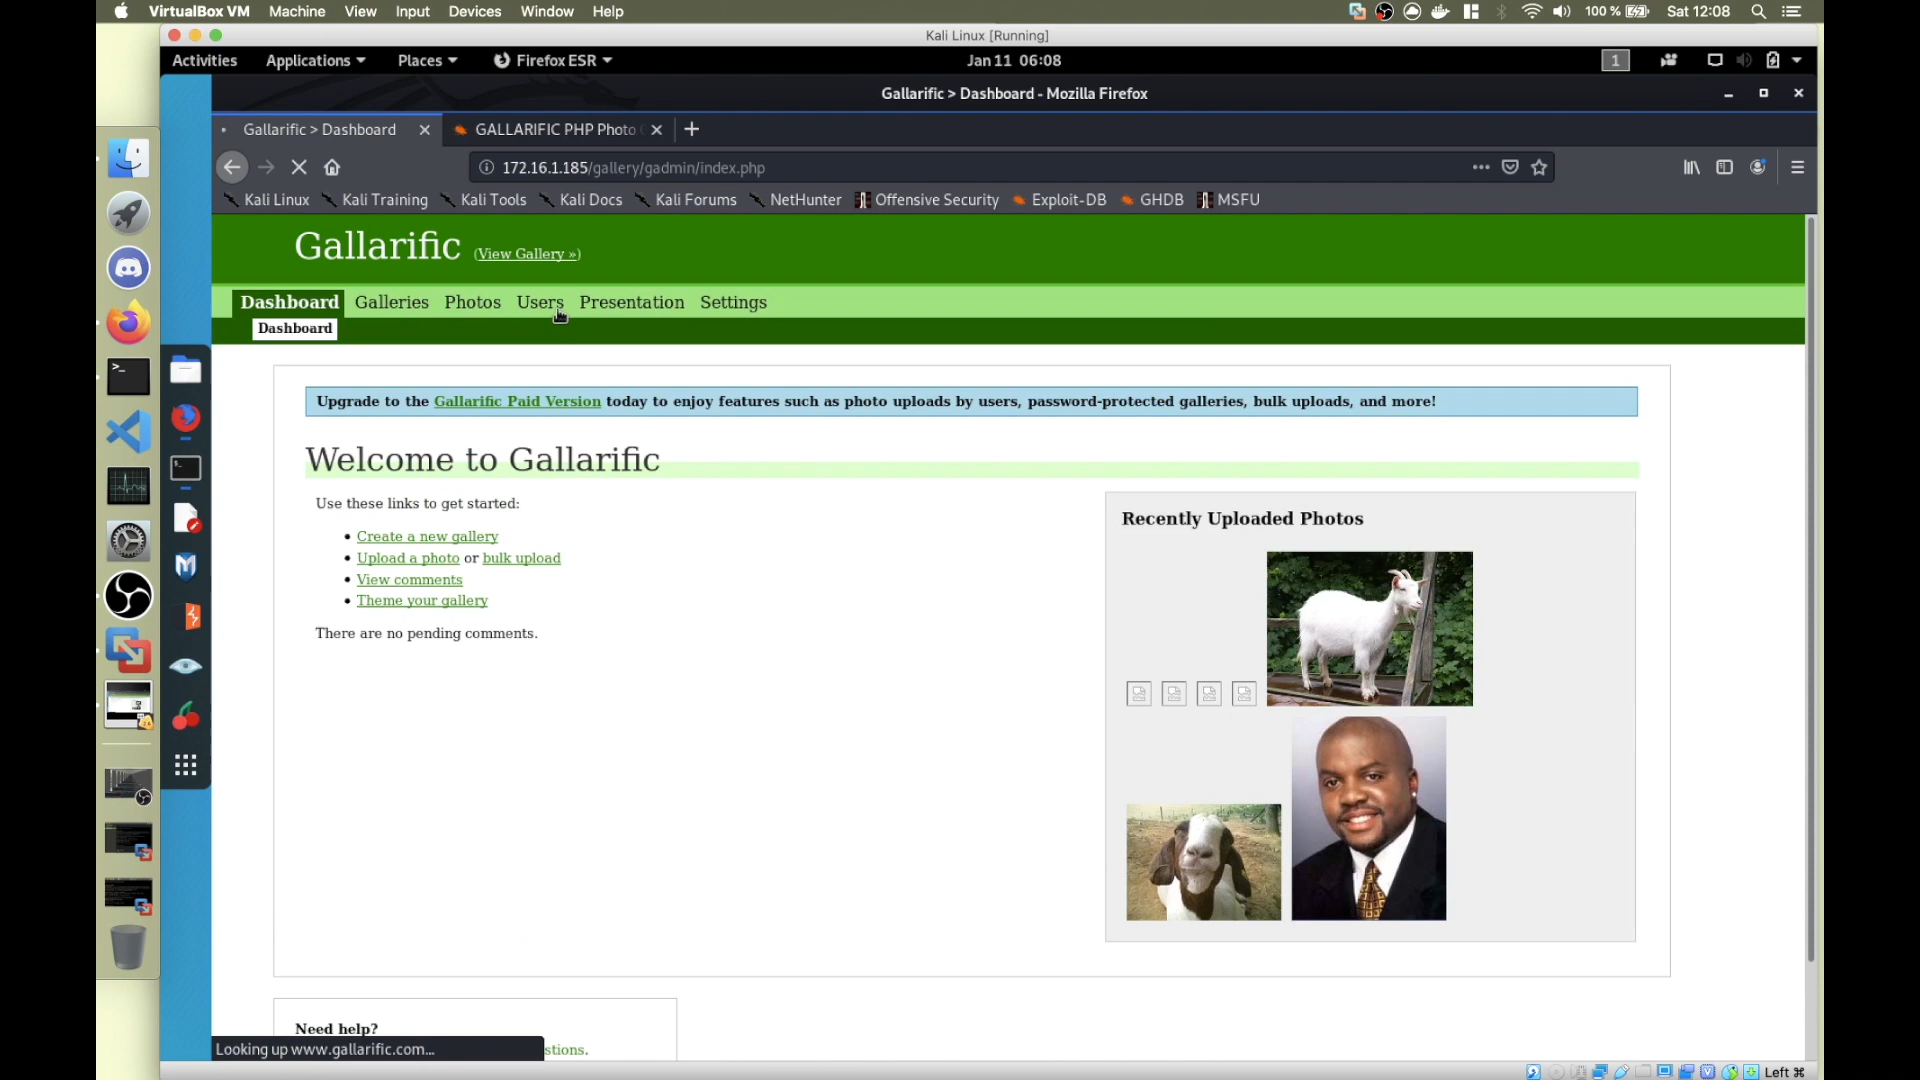 VirtualBox VM Machine View Input Devices Window Help 100 % Sat 12:08
Kali Linux [Running]
Activities Applications Places Firefox ESR Jan 11 06:08 1
Gallarific > Dashboard - Mozilla Firefox
Gallarific > Dashboard GALLARIFIC PHP Photo
172.16.1.185/gallery/gadmin/index.php
Kali Linux Kali Training Kali Tools Kali Docs Kali Forums NetHunter Offensive Security Exploit-DB GHDB MSFU
Gallarific (View Gallery »)
Dashboard Galleries Photos Users Presentation Settings
Dashboard
Upgrade to the Gallarific Paid Version today to enjoy features such as photo uploads by users, password-protected galleries, bulk uploads, and more!
Welcome to Gallarific
Use these links to get started:
Recently Uploaded Photos
Create a new gallery
Upload a photo or bulk upload
View comments
Theme your gallery
There are no pending comments.
Need help?
Looking up www.gallarific.com... stions.
Left ⌘